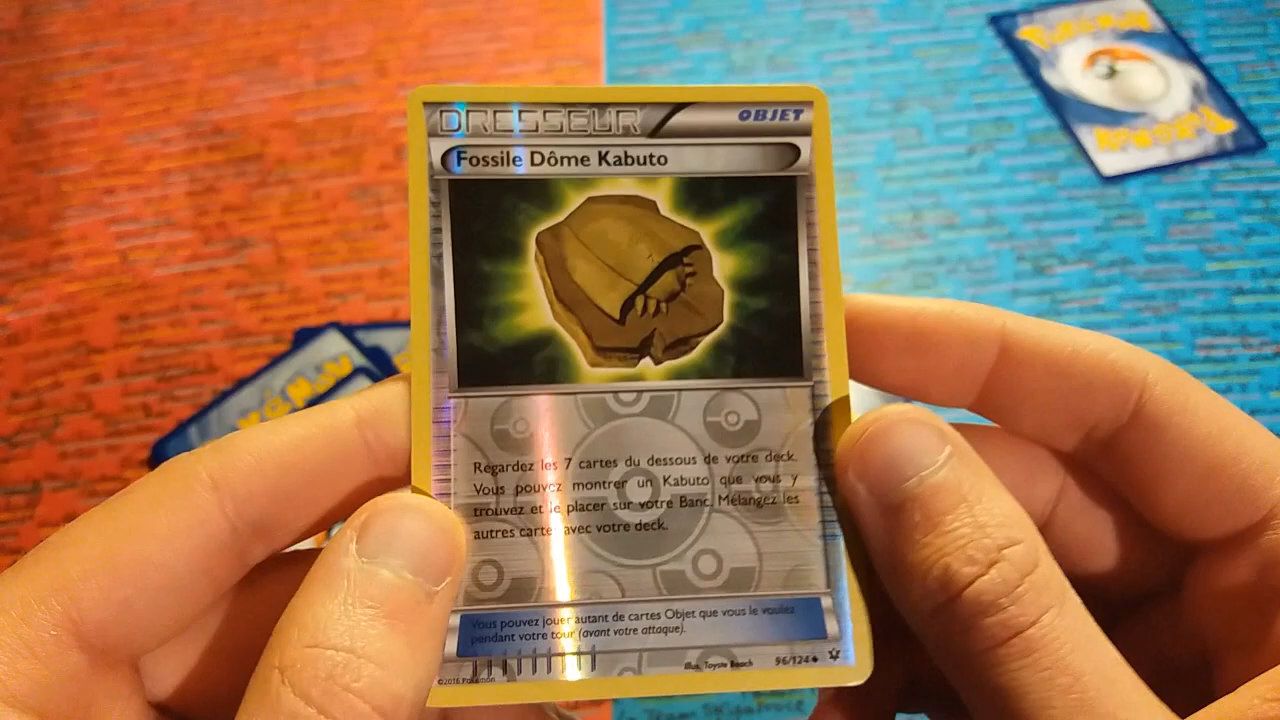 Pokémon
DRESSEUR
OBJET
Fossile Dôme Kabuto
Regardez les 7 cartes du dessous de votre deck.
Vous pouvez montrer un Kabuto que vous y
trouvez et le placer sur votre Banc. Mélangez les
autres cartes avec votre deck.
Vous pouvez jouer autant de cartes Objet que vous le voulez
pendant votre tour (avant votre attaque).
Illus. Toyste Beach
96/124
©2016 Pokémon